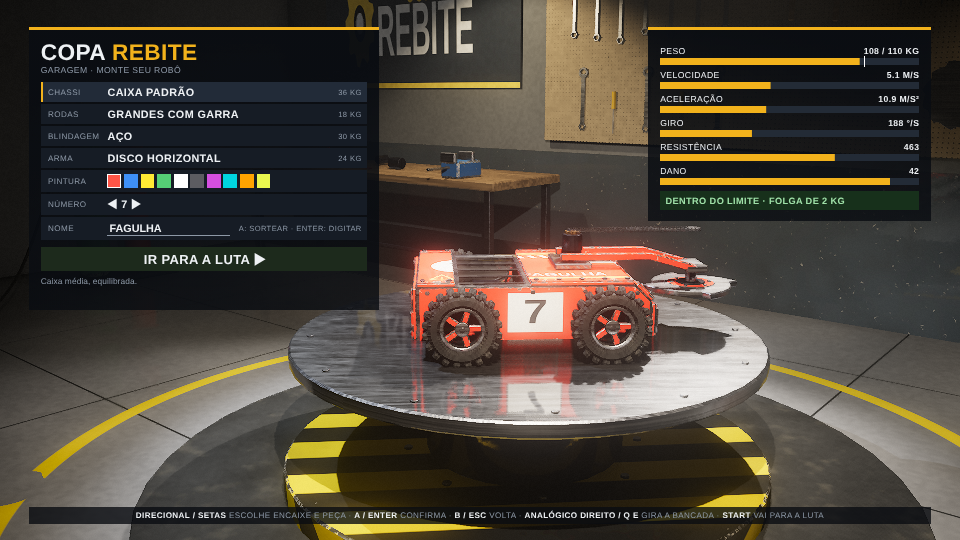 COPA REBITE
GARAGEM · MONTE SEU ROBÔ
CHASSI CAIXA PADRÃO 36 KG
RODAS GRANDES COM GARRA 18 KG
BLINDAGEM AÇO 30 KG
ARMA DISCO HORIZONTAL 24 KG
PINTURA
NÚMERO ◀ 7 ▶
NOME FAGULHA A: SORTEAR · ENTER: DIGITAR
IR PARA A LUTA ▶
Caixa média, equilibrada.
REBITE
PESO 108 / 110 KG
VELOCIDADE 5.1 M/S
ACELERAÇÃO 10.9 M/S²
GIRO 188 °/S
RESISTÊNCIA 463
DANO 42
DENTRO DO LIMITE · FOLGA DE 2 KG
FAGULHA
7
DIRECIONAL / SETAS ESCOLHE ENCAIXE E PEÇA · A / ENTER CONFIRMA · B / ESC VOLTA · ANALÓGICO DIREITO / Q E GIRA A BANCADA · START VAI PARA A LUTA